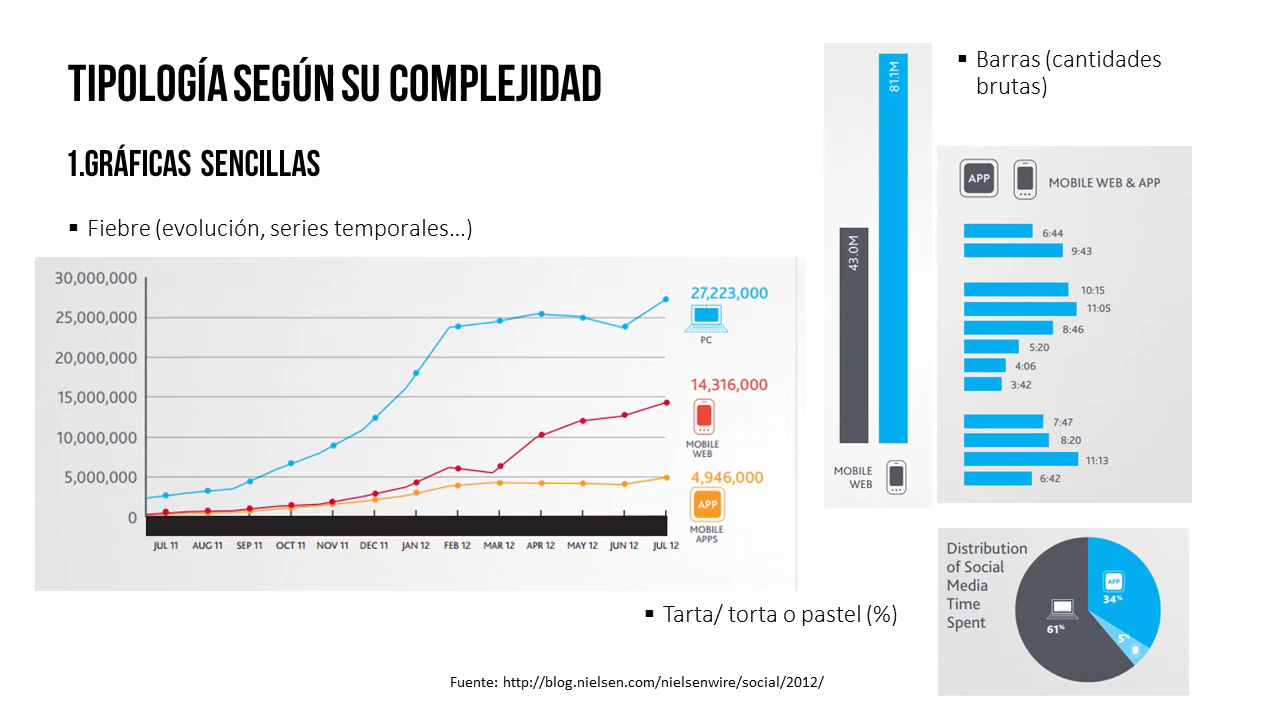 TIPOLOGÍA SEGÚN SU COMPLEJIDAD
1.GRÁFICAS SENCILLAS
▪ Fiebre (evolución, series temporales...)
30,000,000
25,000,000
20,000,000
15,000,000
10,000,000
5,000,000
0
JUL 11 AUG 11 SEP 11 OCT 11 NOV 11 DEC 11 JAN 12 FEB 12 MAR 12 APR 12 MAY 12 JUN 12 JUL 12
27,223,000
PC
14,316,000
MOBILE
WEB
4,946,000
APP
MOBILE
APPS
43.0M
81.1M
MOBILE
WEB
▪ Barras (cantidades
brutas)
APP
MOBILE WEB & APP
6:44
9:43
10:15
11:05
8:46
5:20
4:06
3:42
7:47
8:20
11:13
6:42
▪ Tarta/ torta o pastel (%)
Distribution
of Social
Media
Time
Spent
APP
34%
61%
5%
Fuente: http://blog.nielsen.com/nielsenwire/social/2012/